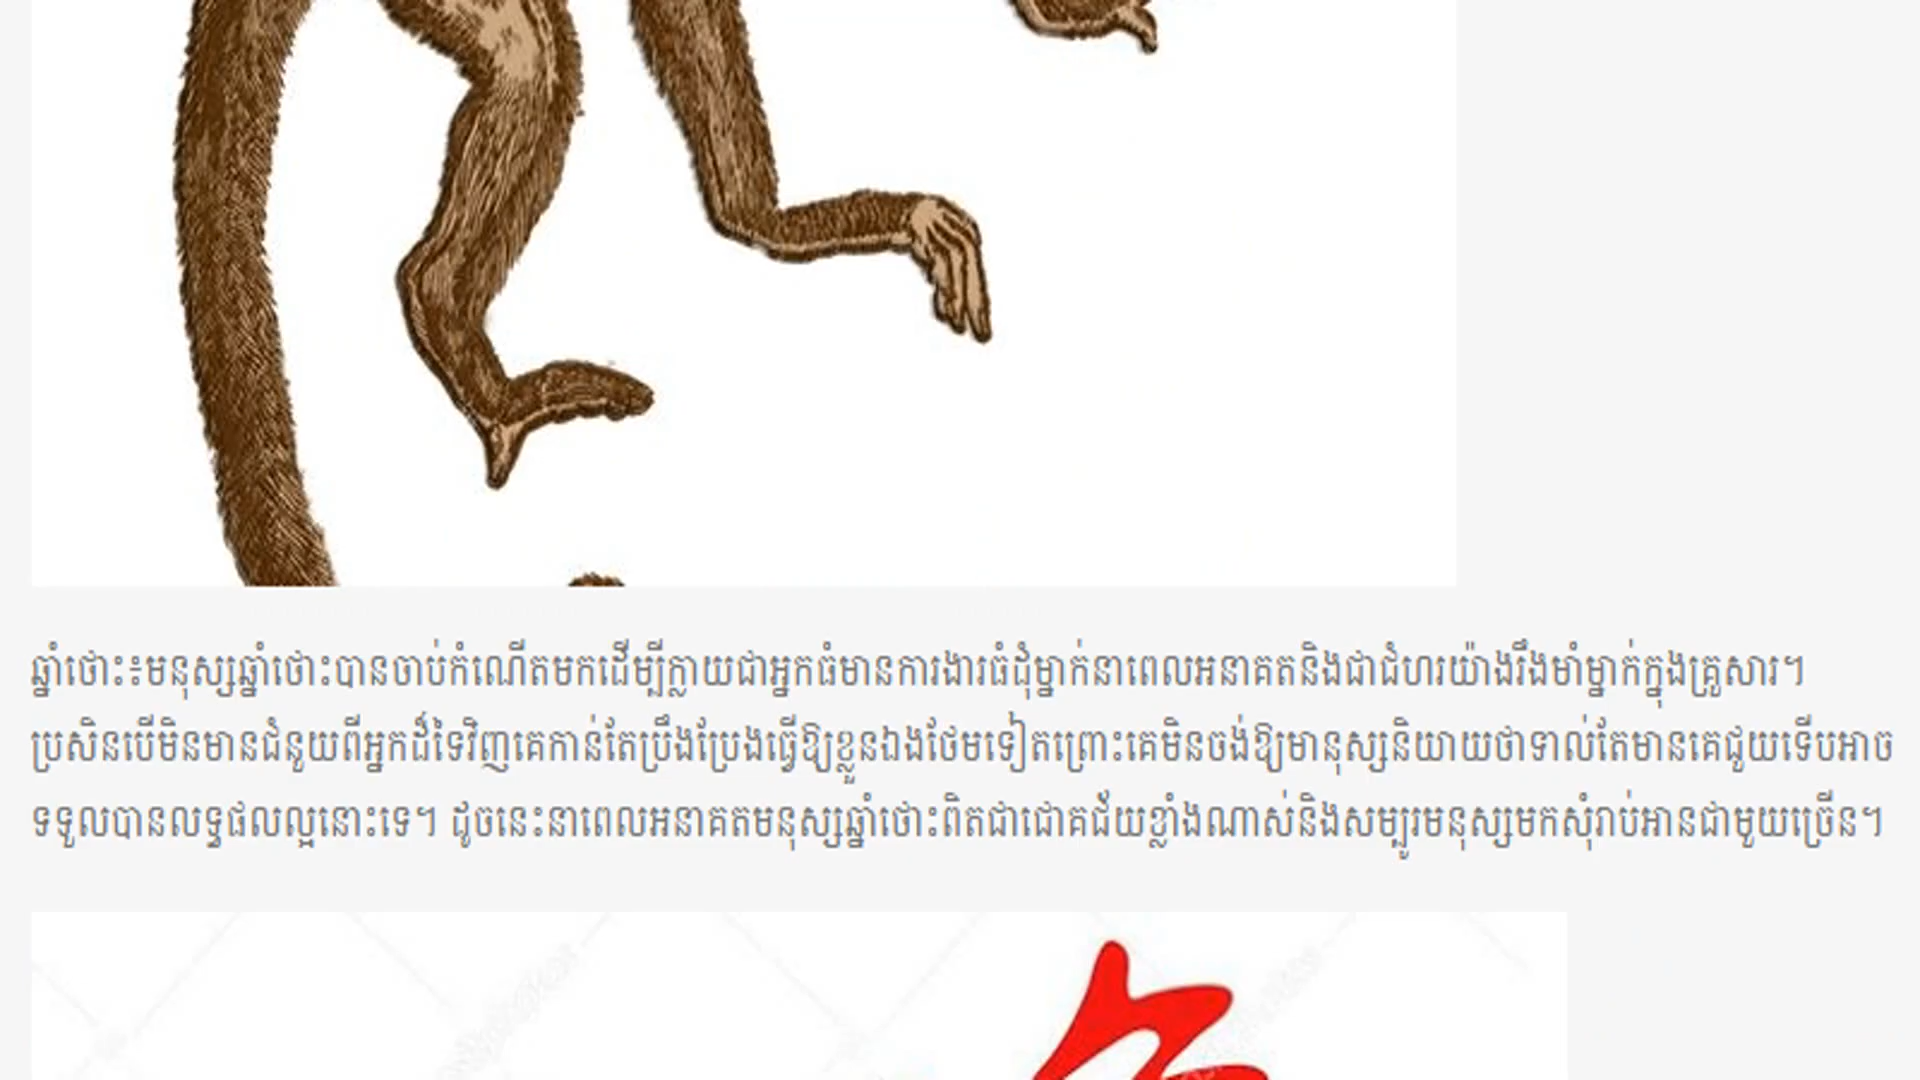 ឆ្នាំថោះ៖មនុស្សឆ្នាំថោះបានចាប់កំណើតមកដើម្បីក្លាយជាអ្នកធំមានការងារធំដុំម្នាក់នាពេលអនាគតនិងជាជំហរយ៉ាងរឹងមាំម្នាក់ក្នុងគ្រួសារ។
ប្រសិនបើមិនមានជំនួយពីអ្នកដ៏ទៃវិញគេកាន់តែប្រឹងប្រែងធ្វើឱ្យខ្លួនឯងថែមទៀតព្រោះគេមិនចង់ឱ្យមានុស្សនិយាយថាទាល់តែមានគេជួយទើបអាច
ទទួលបានលទ្ធផលល្អនោះទេ។ ដូចនេះនាពេលអនាគតមនុស្សឆ្នាំថោះពិតជាជោគជ័យខ្លាំងណាស់និងសម្បូរមនុស្សមកសុំរាប់អានជាមួយច្រើន។